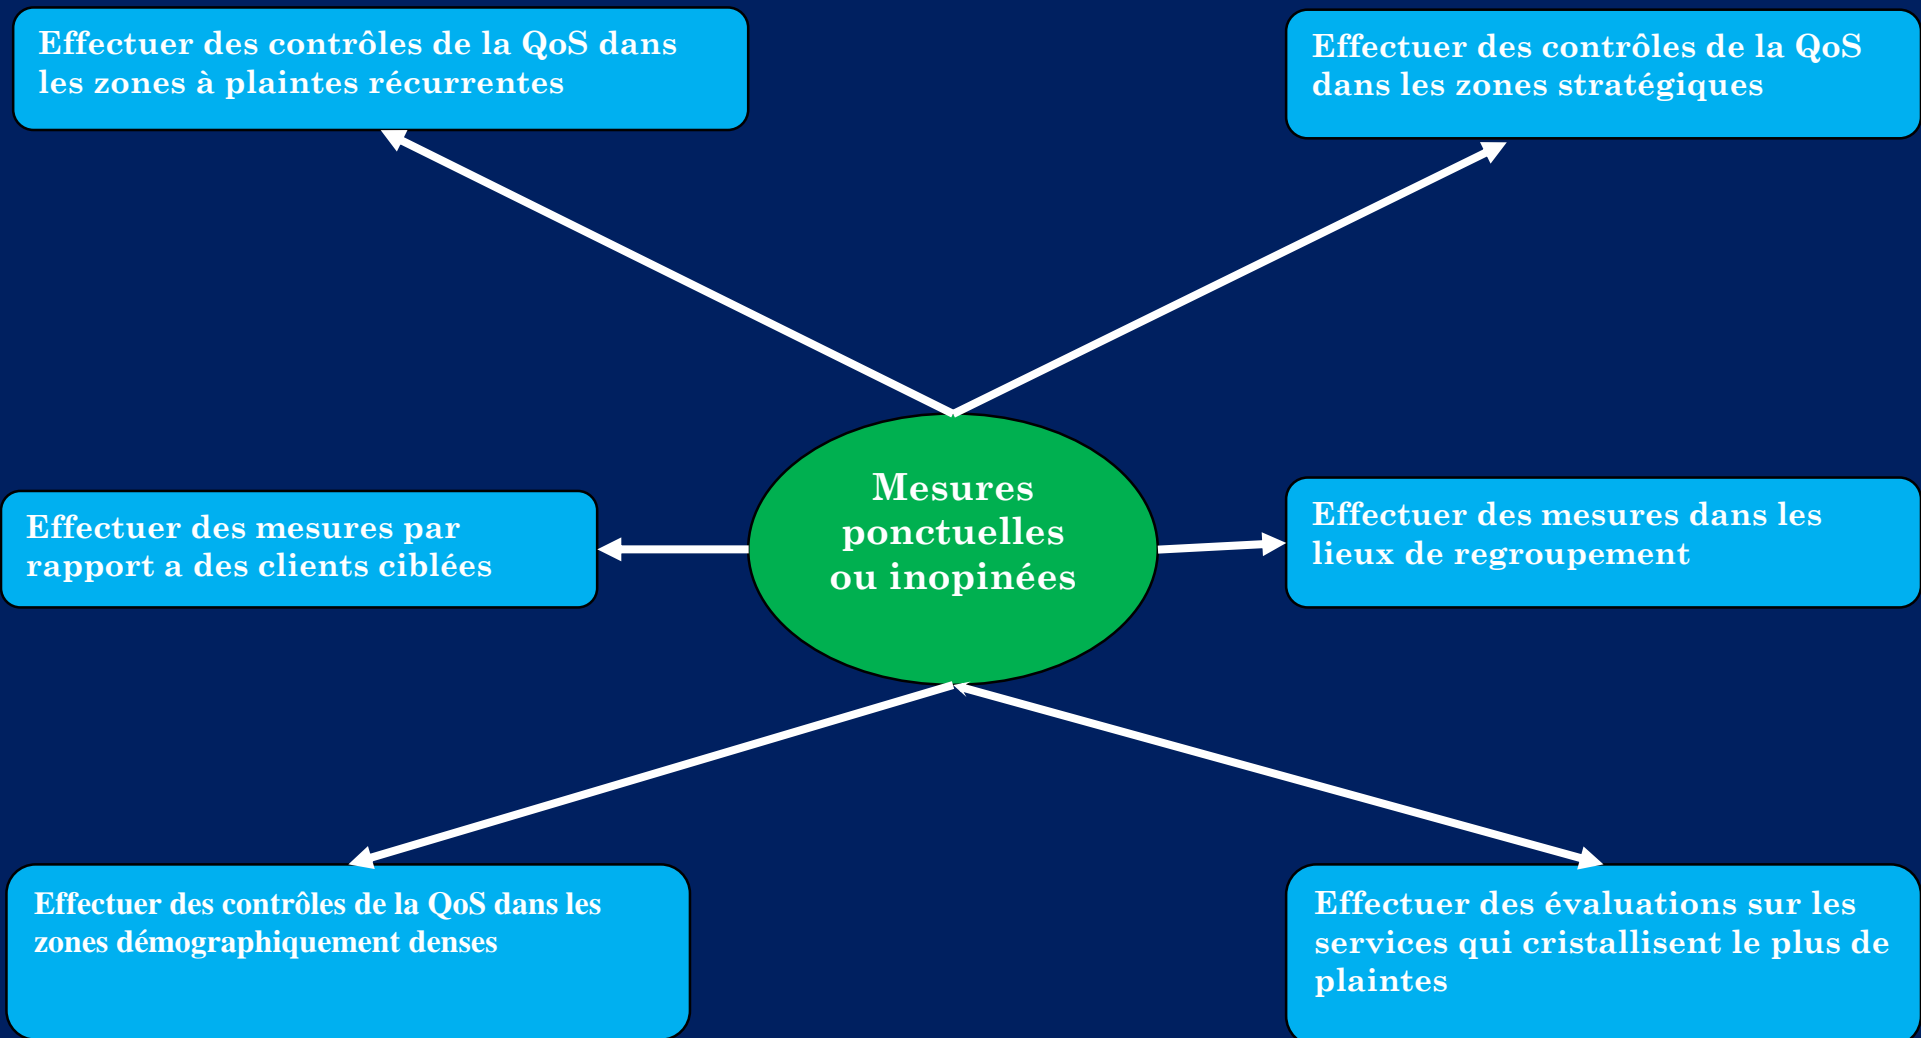 Effectuer des contrôles de la QoS dans
les zones à plaintes récurrentes
Effectuer des contrôles de la QoS
dans les zones stratégiques
Effectuer des mesures par
rapport a des clients ciblées
Mesures
ponctuelles
ou inopinées
Effectuer des mesures dans les
lieux de regroupement
Effectuer des contrôles de la QoS dans les
zones démographiquement denses
Effectuer des évaluations sur les
services qui cristallisent le plus de
plaintes